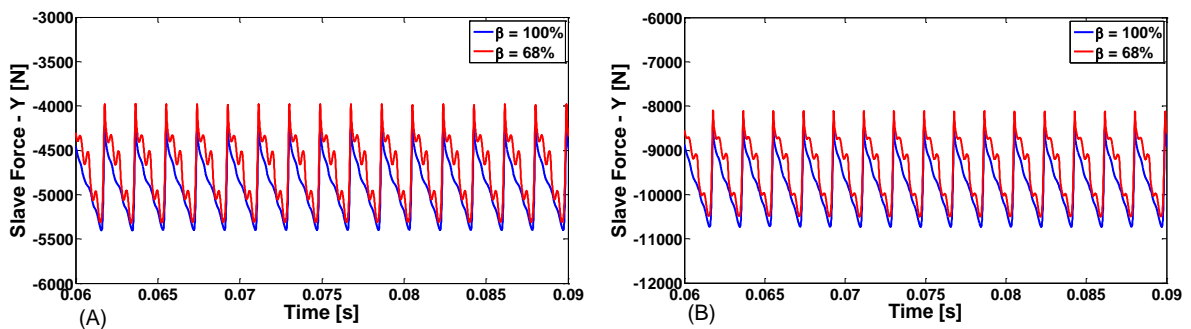 Slave Force - Y [N]
-3000
-4000
-4500
-5000
-5500
-6000
β = 100%
β = 68%
0.06 0.065 0.07 0.075 0.08 0.085 0.09
Time [s]
(A)
Slave Force - Y [N]
-6000
-7000
-8000
-9000
-10000
-11000
-12000
β = 100%
β = 68%
0.06 0.065 0.07 0.075 0.08 0.085 0.09
Time [s]
(B)